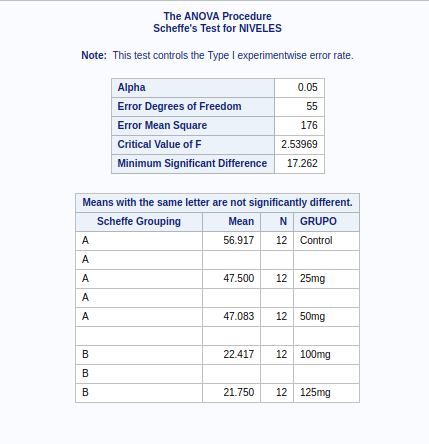 The ANOVA Procedure
Scheffe's Test for NIVELES
Note: This test controls the Type I experimentwise error rate.
Alpha 0.05
Error Degrees of Freedom 55
Error Mean Square 176
Critical Value of F 2.53969
Minimum Significant Difference 17.262
Means with the same letter are not significantly different.
Scheffe Grouping Mean N GRUPO
A 56.917 12 Control
A
A 47.500 12 25mg
A
A 47.083 12 50mg
B 22.417 12 100mg
B
B 21.750 12 125mg